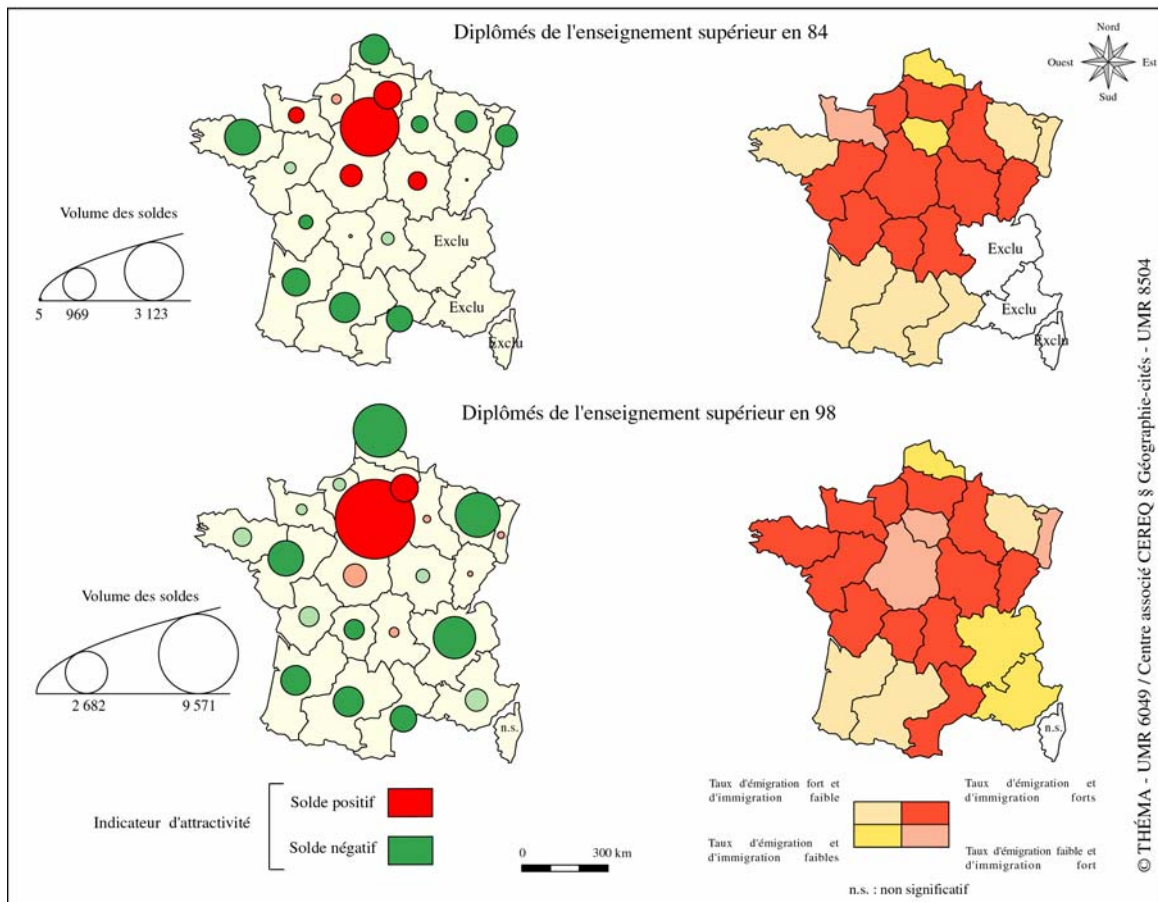 Diplômés de l'enseignement supérieur en 84
Nord
Ouest
Est
Sud
Volume des soldes
5
969
3 123
Exclu
Exclu
Exclu
Exclu
Exclu
Exclu
Diplômés de l'enseignement supérieur en 98
Volume des soldes
2 682
9 571
n.s.
n.s.
Indicateur d'attractivité
Solde positif
Solde négatif
0
300 km
Taux d'émigration fort et
d'immigration faible
Taux d'émigration et
d'immigration forts
Taux d'émigration et
d'immigration faibles
Taux d'émigration faible et
d'immigration fort
n.s. : non significatif
© THÉMA - UMR 6049 / Centre associé CEREQ § Géographie-cités - UMR 8504